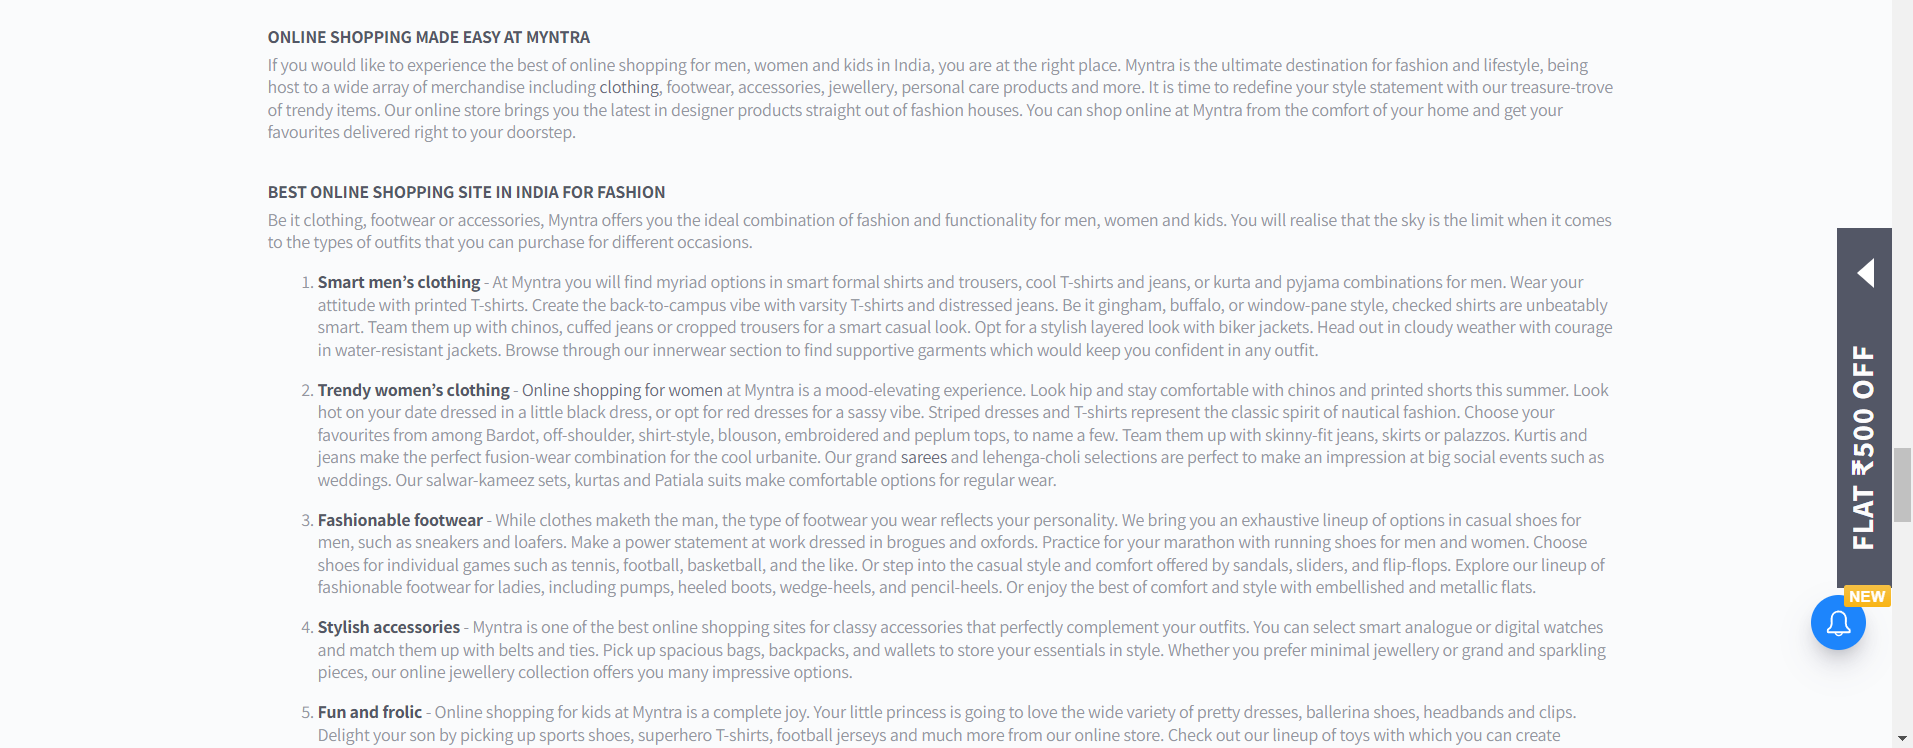 ONLINE SHOPPING MADE EASY AT MYNTRA
If you would like to experience the best of online shopping for men, women and kids in India, you are at the right place. Myntra is the ultimate destination for fashion and lifestyle, being
host to a wide array of merchandise including clothing, footwear, accessories, jewellery, personal care products and more. It is time to redefine your style statement with our treasure-trove
of trendy items. Our online store brings you the latest in designer products straight out of fashion houses. You can shop online at Myntra from the comfort of your home and get your
favourites delivered right to your doorstep.
BEST ONLINE SHOPPING SITE IN INDIA FOR FASHION
Be it clothing, footwear or accessories, Myntra offers you the ideal combination of fashion and functionality for men, women and kids. You will realise that the sky is the limit when it comes
to the types of outfits that you can purchase for different occasions.
1. Smart men’s clothing - At Myntra you will find myriad options in smart formal shirts and trousers, cool T-shirts and jeans, or kurta and pyjama combinations for men. Wear your
attitude with printed T-shirts. Create the back-to-campus vibe with varsity T-shirts and distressed jeans. Be it gingham, buffalo, or window-pane style, checked shirts are unbeatably
smart. Team them up with chinos, cuffed jeans or cropped trousers for a smart casual look. Opt for a stylish layered look with biker jackets. Head out in cloudy weather with courage
in water-resistant jackets. Browse through our innerwear section to find supportive garments which would keep you confident in any outfit.
2. Trendy women’s clothing - Online shopping for women at Myntra is a mood-elevating experience. Look hip and stay comfortable with chinos and printed shorts this summer. Look
hot on your date dressed in a little black dress, or opt for red dresses for a sassy vibe. Striped dresses and T-shirts represent the classic spirit of nautical fashion. Choose your
favourites from among Bardot, off-shoulder, shirt-style, blouson, embroidered and peplum tops, to name a few. Team them up with skinny-fit jeans, skirts or palazzos. Kurtis and
jeans make the perfect fusion-wear combination for the cool urbanite. Our grand sarees and lehenga-choli selections are perfect to make an impression at big social events such as
weddings. Our salwar-kameez sets, kurtas and Patiala suits make comfortable options for regular wear.
3. Fashionable footwear - While clothes maketh the man, the type of footwear you wear reflects your personality. We bring you an exhaustive lineup of options in casual shoes for
men, such as sneakers and loafers. Make a power statement at work dressed in brogues and oxfords. Practice for your marathon with running shoes for men and women. Choose
shoes for individual games such as tennis, football, basketball, and the like. Or step into the casual style and comfort offered by sandals, sliders, and flip-flops. Explore our lineup of
fashionable footwear for ladies, including pumps, heeled boots, wedge-heels, and pencil-heels. Or enjoy the best of comfort and style with embellished and metallic flats.
4. Stylish accessories - Myntra is one of the best online shopping sites for classy accessories that perfectly complement your outfits. You can select smart analogue or digital watches
and match them up with belts and ties. Pick up spacious bags, backpacks, and wallets to store your essentials in style. Whether you prefer minimal jewellery or grand and sparkling
pieces, our online jewellery collection offers you many impressive options.
5. Fun and frolic - Online shopping for kids at Myntra is a complete joy. Your little princess is going to love the wide variety of pretty dresses, ballerina shoes, headbands and clips.
Delight your son by picking up sports shoes, superhero T-shirts, football jerseys and much more from our online store. Check out our lineup of toys with which you can create
FLAT ₹500 OFF
NEW